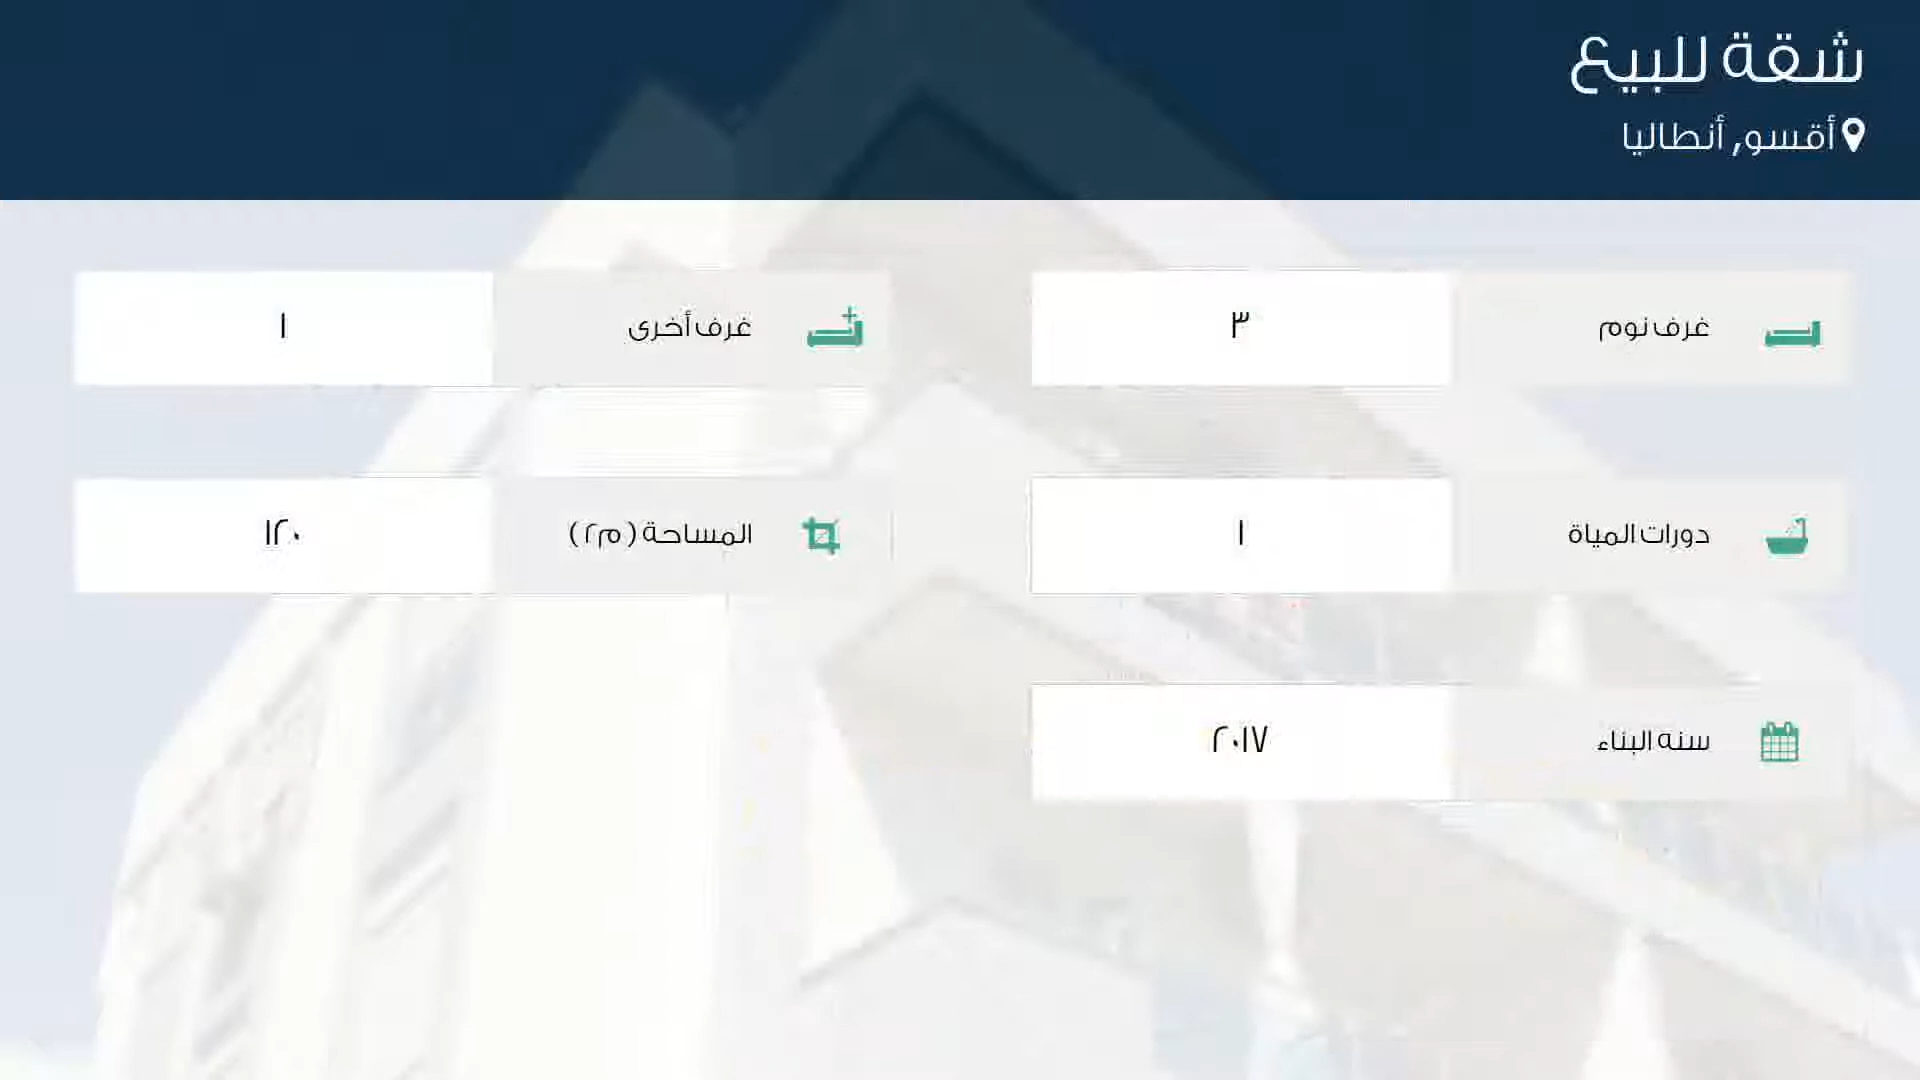 شقة للبيع
أقسو, أنطاليا
غرف نوم ٣
غرف أخرى ١
دورات المياة ١
المساحة (م٢) ١٢٠
سنه البناء ٢٠١٧